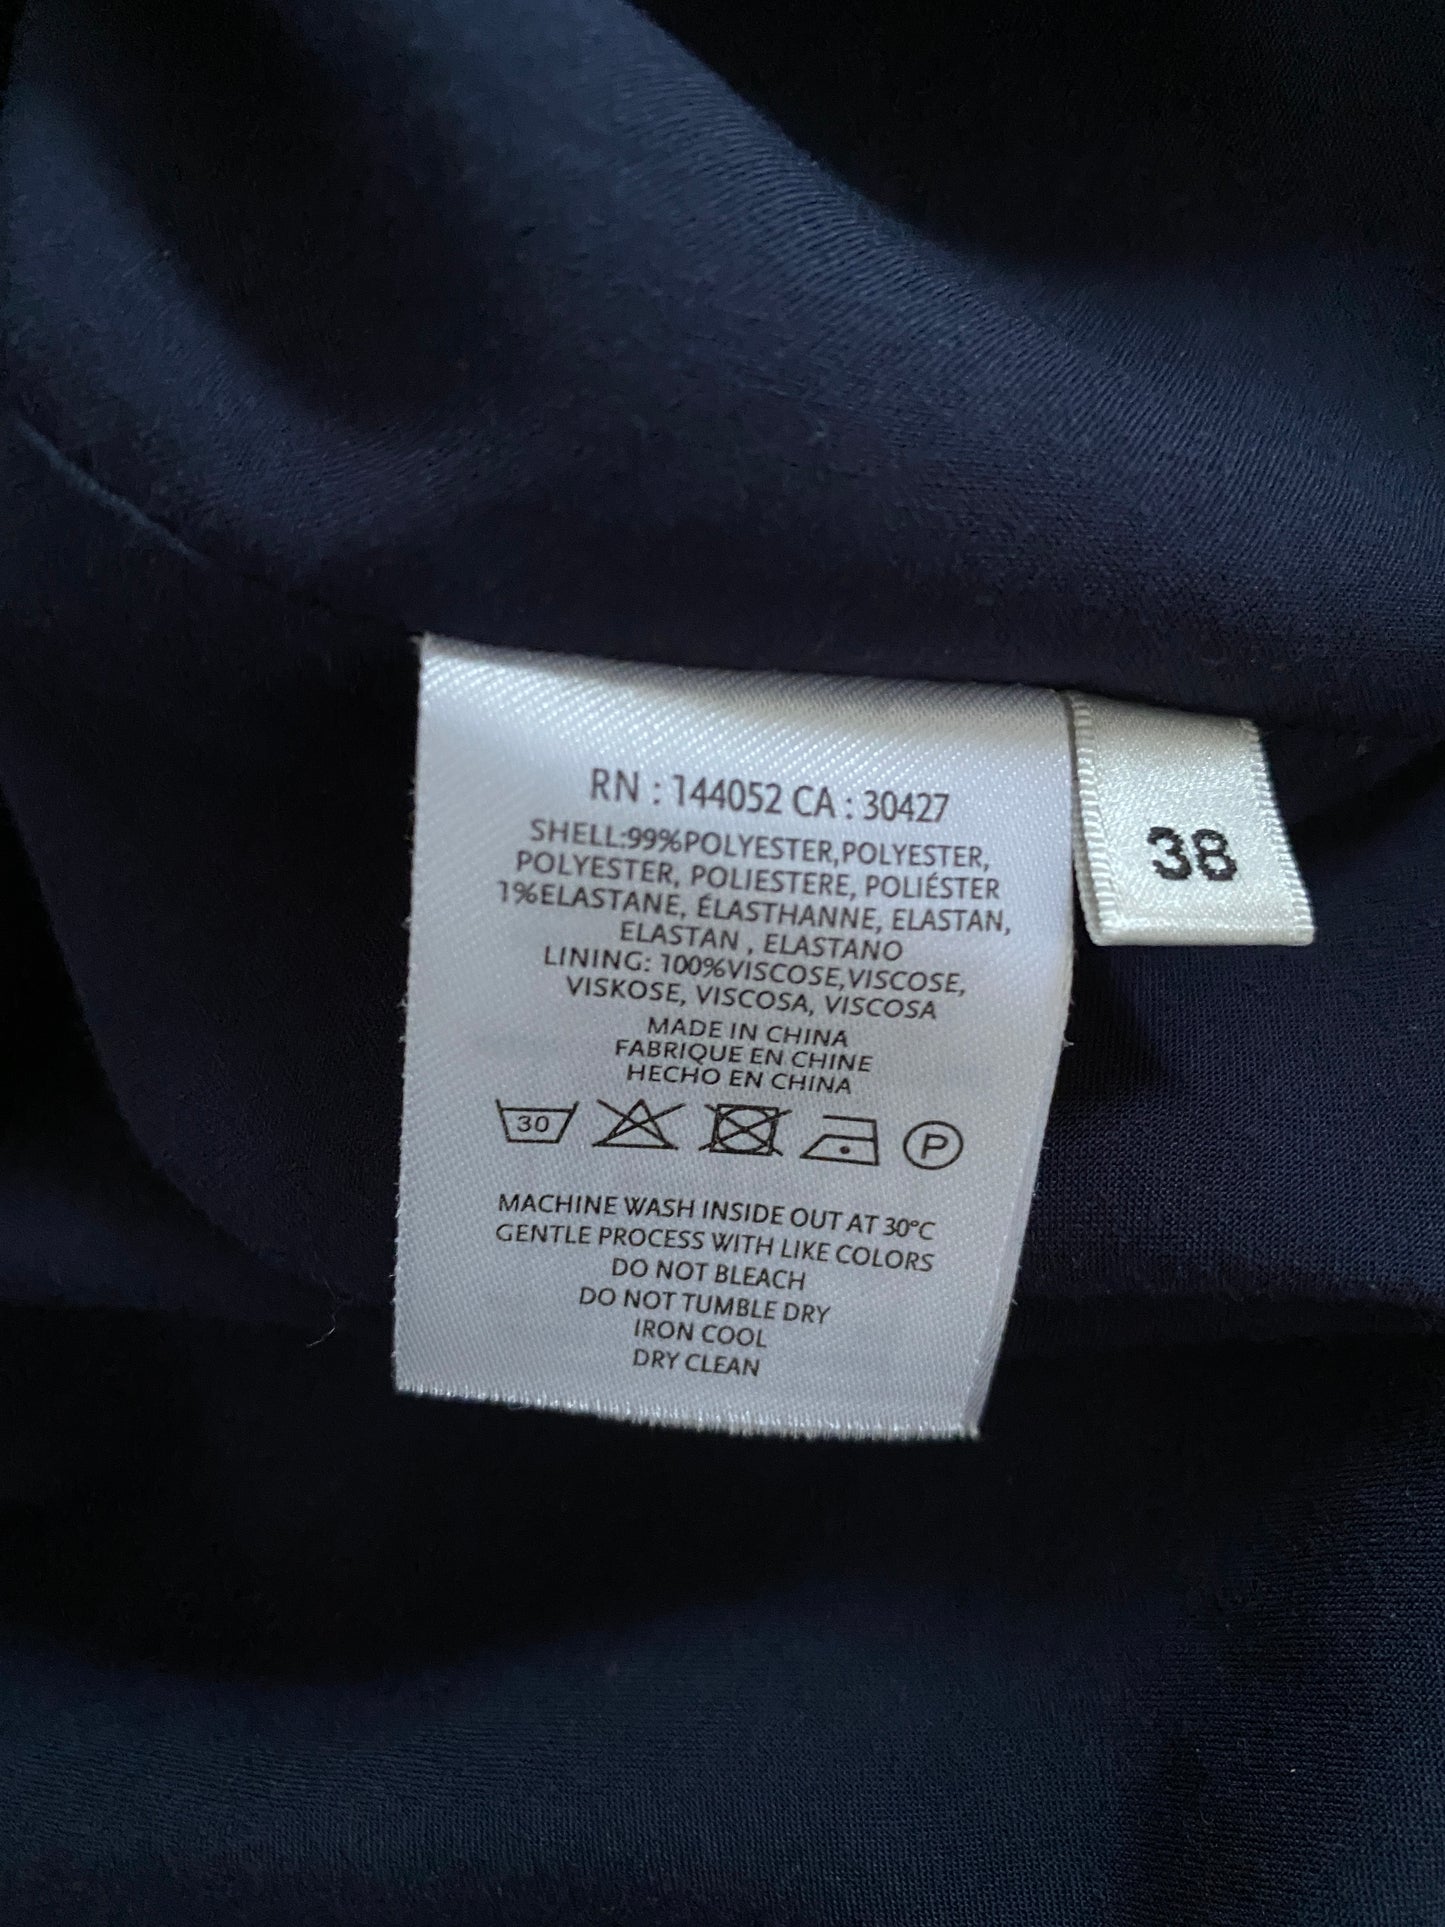 RN : 144052 CA : 30427
SHELL:99%POLYESTER,POLYESTER,
POLYESTER, POLIESTERE, POLIÉSTER
1%ELASTANE, ÉLASTHANNE, ELASTAN,
ELASTAN , ELASTANO
LINING: 100%VISCOSE,VISCOSE,
VISKOSE, VISCOSA, VISCOSA
MADE IN CHINA
FABRIQUE EN CHINE
HECHO EN CHINA
30
P
MACHINE WASH INSIDE OUT AT 30°C
GENTLE PROCESS WITH LIKE COLORS
DO NOT BLEACH
DO NOT TUMBLE DRY
IRON COOL
DRY CLEAN
38